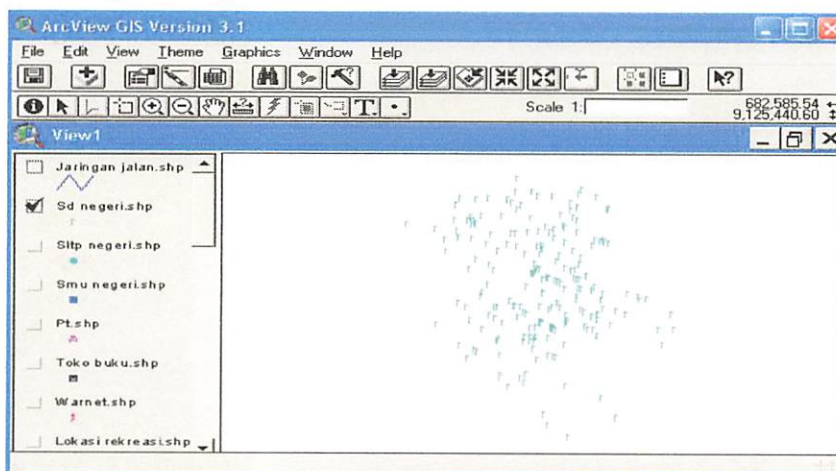 ArcView GIS Version 3.1
File Edit View Theme Graphics Window Help
Scale 1:
682,585.54
9,125,440.60
View1
Jaringan jalan.shp
Sd negeri.shp
Sltp negeri.shp
Smu negeri.shp
Pt.shp
Toko buku.shp
Warnet.shp
Lokasi rekreasi.shp